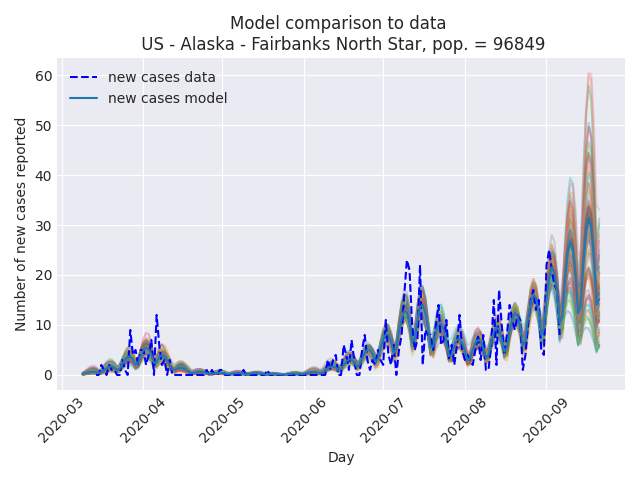 Model comparison to data
US - Alaska - Fairbanks North Star, pop. = 96849
new cases data
new cases model
Number of new cases reported
60
50
40
30
20
10
0
2020-03
2020-04
2020-05
2020-06
2020-07
2020-08
2020-09
Day